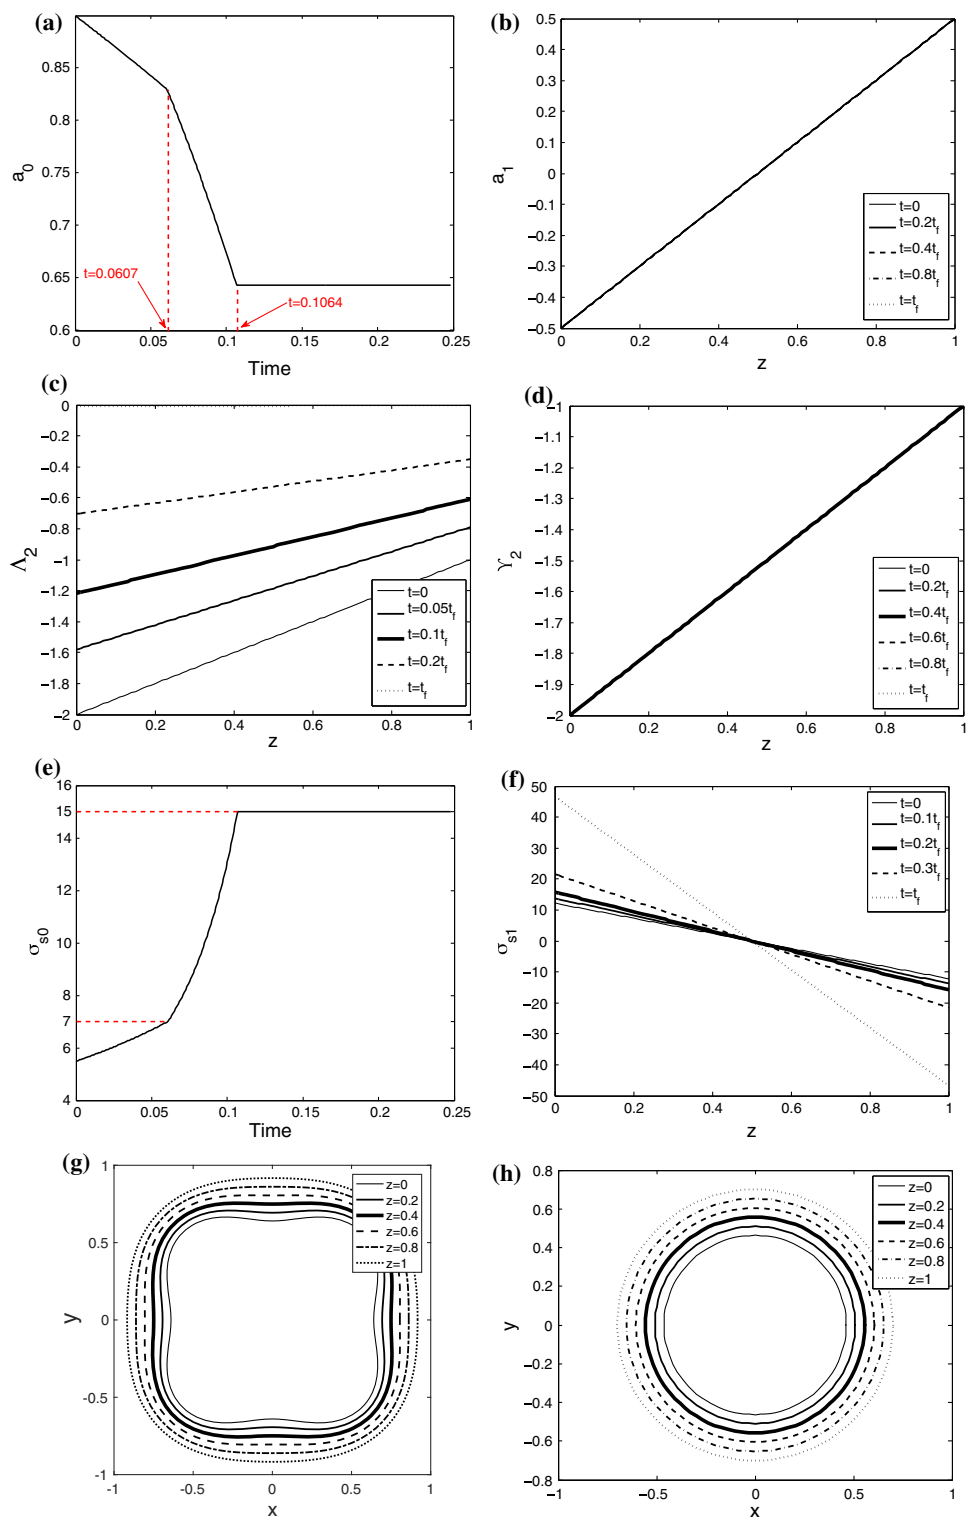 (a)
0.85
0.8
0.75
0.7
0.65
0.6
a0
t=0.0607
t=0.1064
0 0.05 0.1 0.15 0.2 0.25
Time
(b)
0.5
0.4
0.3
0.2
0.1
0
−0.1
−0.2
−0.3
−0.4
−0.5
a1
t=0
t=0.2tf
t=0.4tf
t=0.8tf
t=tf
0 0.2 0.4 0.6 0.8 1
z
(c)
0
−0.2
−0.4
−0.6
−0.8
−1
−1.2
−1.4
−1.6
−1.8
−2
Λ2
t=0
t=0.05tf
t=0.1tf
t=0.2tf
t=tf
0 0.2 0.4 0.6 0.8 1
z
(d)
−1
−1.1
−1.2
−1.3
−1.4
−1.5
−1.6
−1.7
−1.8
−1.9
−2
ϒ2
t=0
t=0.2tf
t=0.4tf
t=0.6tf
t=0.8tf
t=tf
0 0.2 0.4 0.6 0.8 1
z
(e)
16
15
14
12
10
8
7
6
4
σs0
0 0.05 0.1 0.15 0.2 0.25
Time
(f)
50
40
30
20
10
0
−10
−20
−30
−40
−50
σs1
t=0
t=0.1tf
t=0.2tf
t=0.3tf
t=tf
0 0.2 0.4 0.6 0.8 1
z
(g)
1
0.5
0
-0.5
-1
y
z=0
z=0.2
z=0.4
z=0.6
z=0.8
z=1
-1 -0.5 0 0.5 1
x
(h)
0.8
0.6
0.4
0.2
0
−0.2
−0.4
−0.6
−0.8
y
z=0
z=0.2
z=0.4
z=0.6
z=0.8
z=1
−1 −0.5 0 0.5 1
x